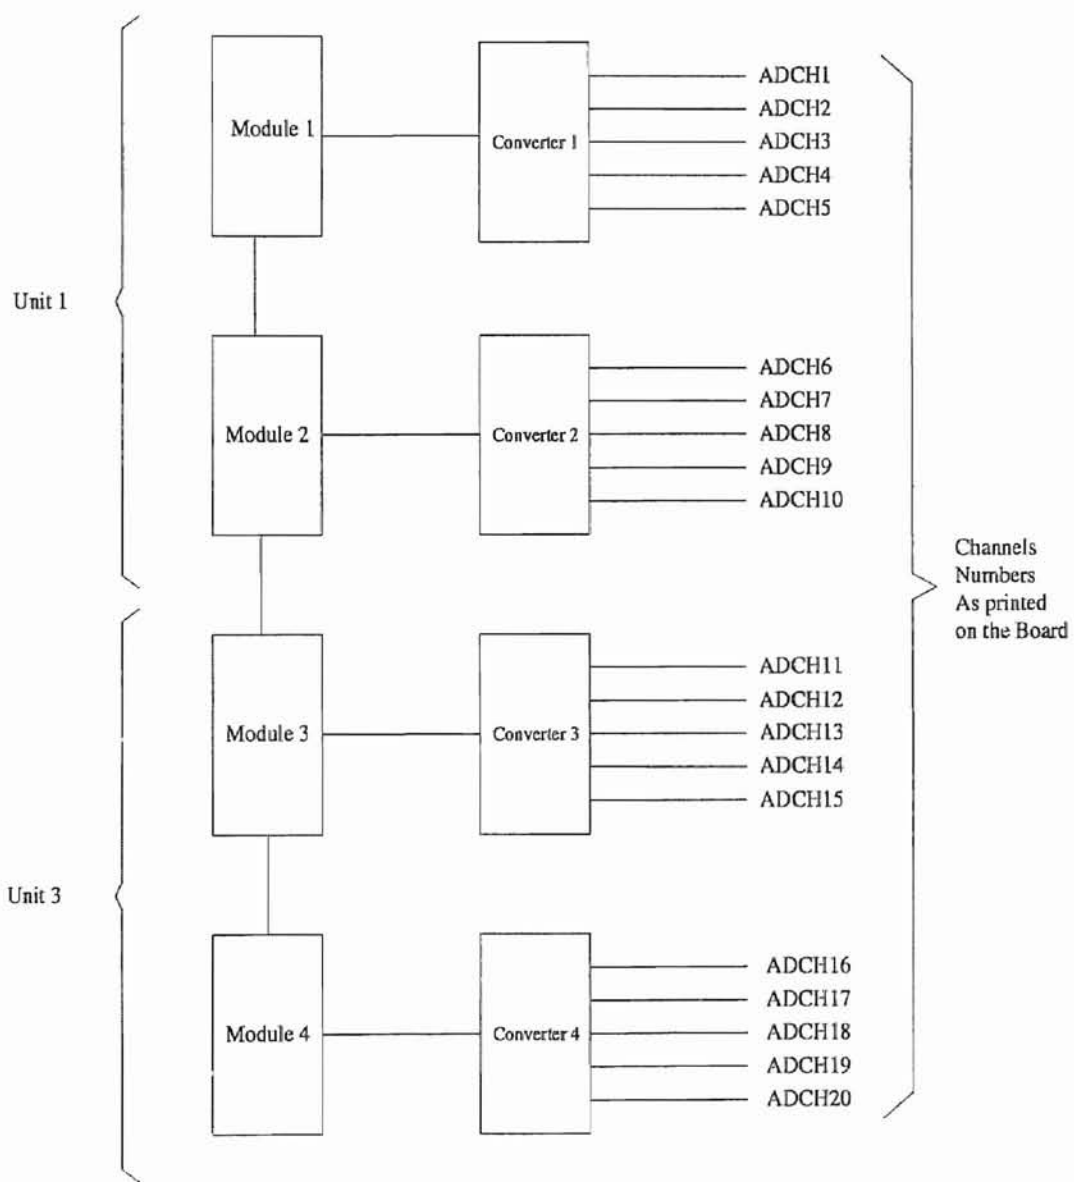 Unit 1
Module 1
Converter 1
ADCH1
ADCH2
ADCH3
ADCH4
ADCH5
Module 2
Converter 2
ADCH6
ADCH7
ADCH8
ADCH9
ADCH10
Channels
Numbers
As printed
on the Board
Unit 3
Module 3
Converter 3
ADCH11
ADCH12
ADCH13
ADCH14
ADCH15
Module 4
Converter 4
ADCH16
ADCH17
ADCH18
ADCH19
ADCH20